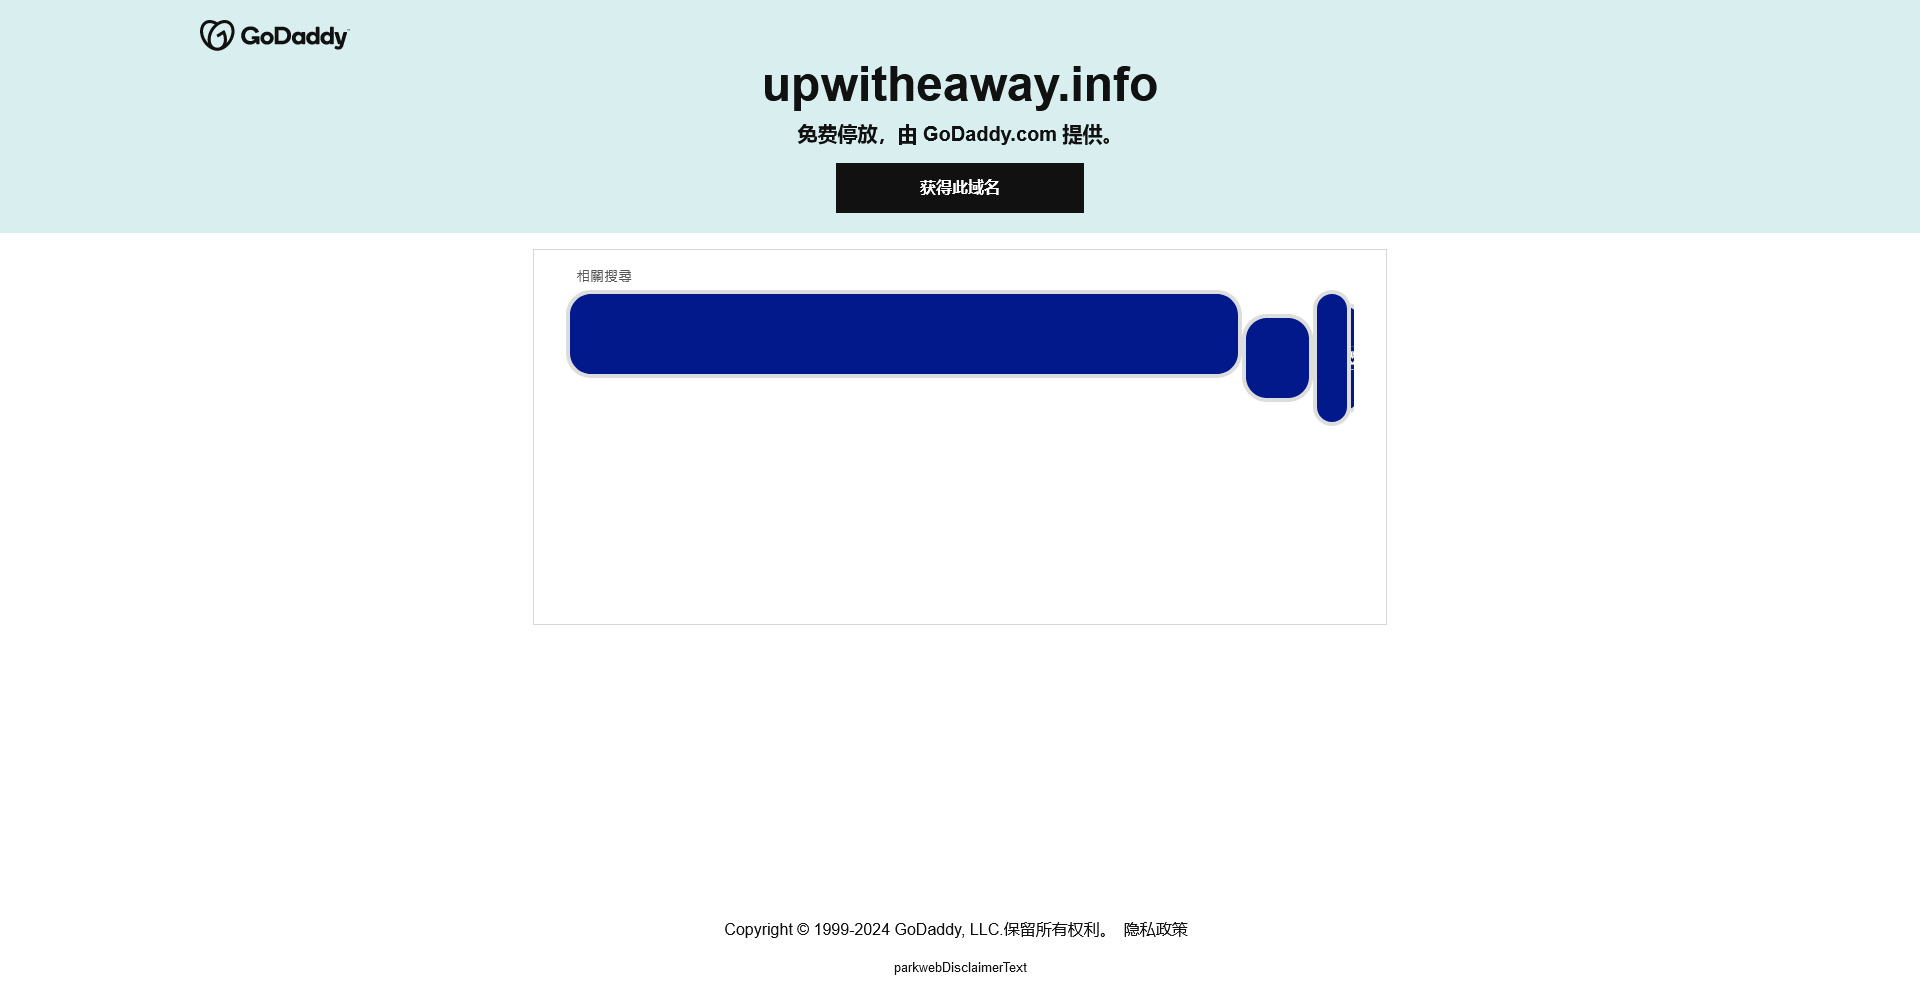 GoDaddy
upwitheaway.info
免费停放，由 GoDaddy.com 提供。
获得此域名
相關搜尋
Copyright © 1999-2024 GoDaddy, LLC.保留所有权利。 隐私政策
parkwebDisclaimerText